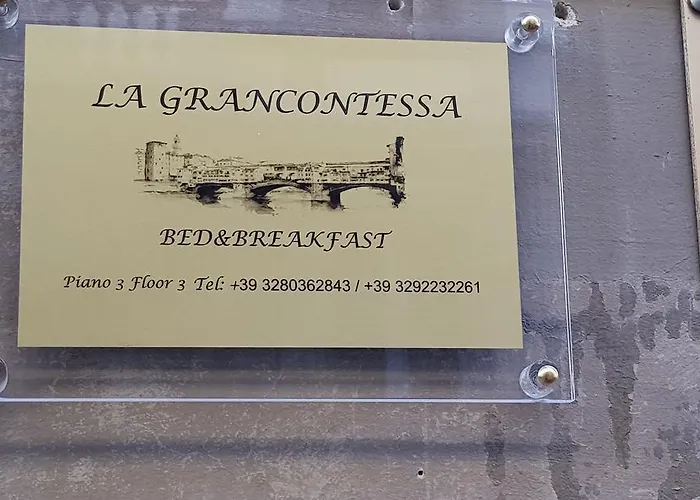 LA GRANCONTESSA
BED&BREAKFAST
Piano 3 Floor 3 Tel: +39 3280362843 / +39 3292232261